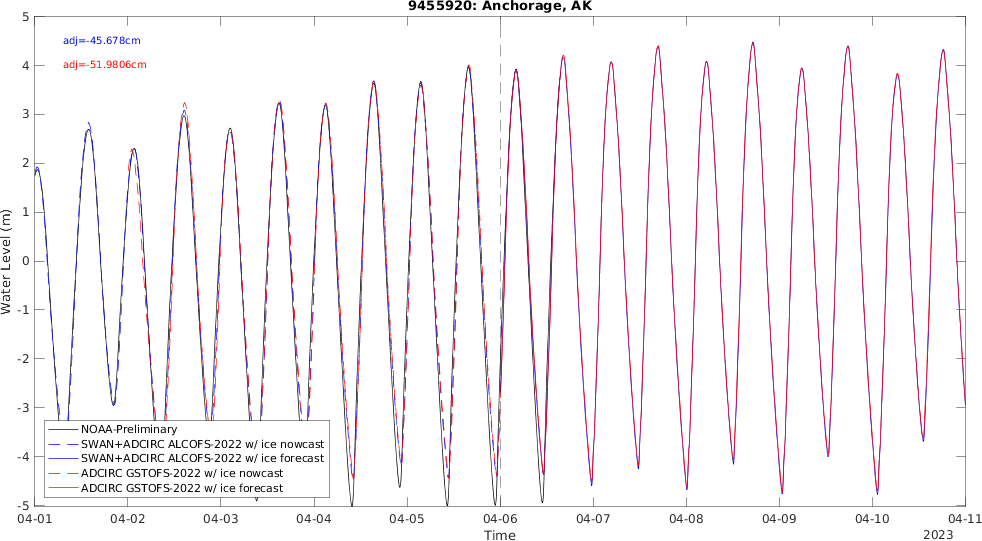 9455920: Anchorage, AK
adj=-45.678cm
adj=-51.9806cm
Water Level (m)
5
4
3
2
1
0
-1
-2
-3
-4
-5
NOAA-Preliminary
SWAN+ADCIRC ALCOFS-2022 w/ ice nowcast
SWAN+ADCIRC ALCOFS-2022 w/ ice forecast
ADCIRC GSTOFS-2022 w/ ice nowcast
ADCIRC GSTOFS-2022 w/ ice forecast
04-01 04-02 04-03 04-04 04-05 04-06 04-07 04-08 04-09 04-10 04-11
Time
2023